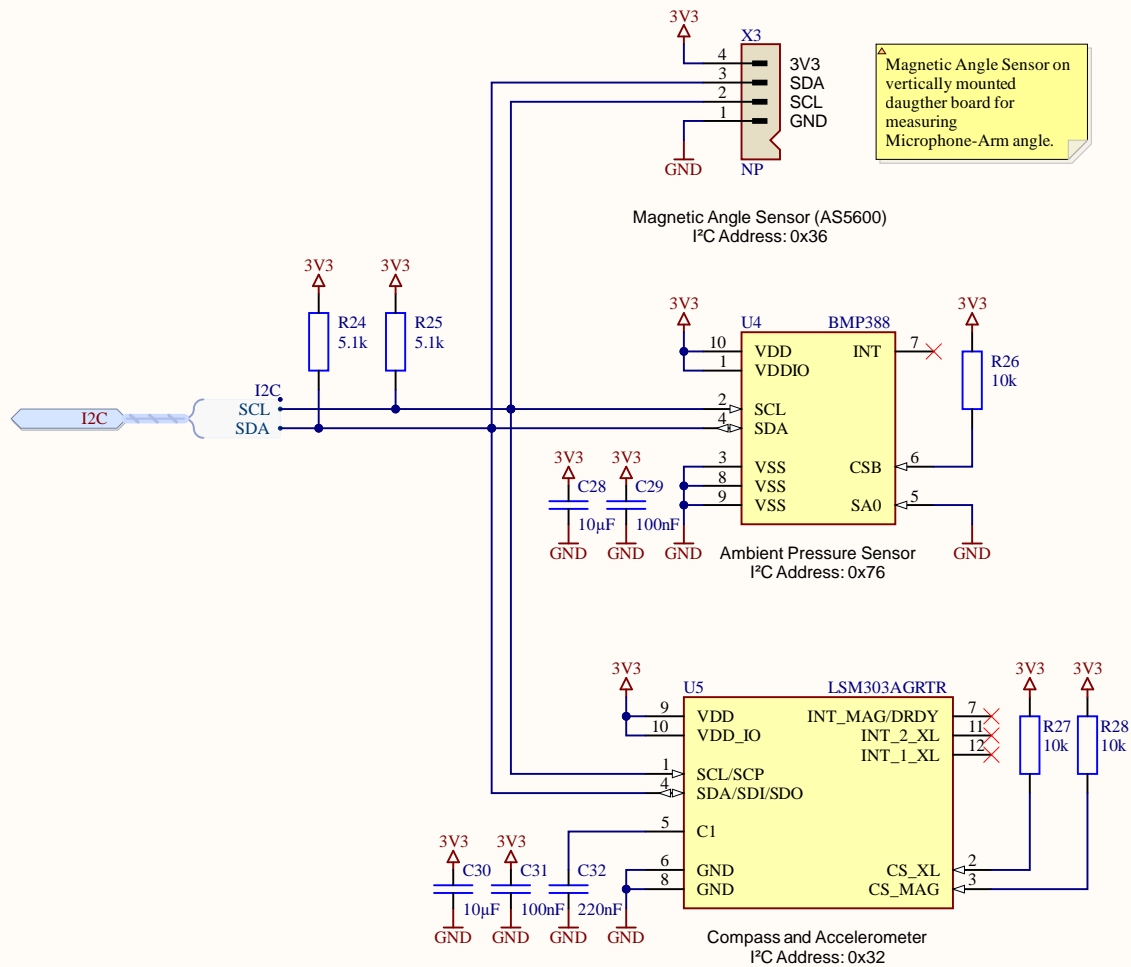 3V3
X3
4
3V3
3
SDA
2
SCL
1
GND
GND
NP
Magnetic Angle Sensor on
vertically mounted
daugther board for
measuring
Microphone-Arm angle.
Magnetic Angle Sensor (AS5600)
I²C Address: 0x36
3V3
3V3
R24
5.1k
R25
5.1k
I2C
I2C
SCL
SDA
3V3
U4
BMP388
10
VDD
1
VDDIO
2
SCL
4
SDA
3
VSS
8
VSS
9
VSS
INT
7
CSB
6
SA0
5
3V3
R26
10k
GND
3V3
C28
10µF
GND
3V3
C29
100nF
GND
GND
Ambient Pressure Sensor
I²C Address: 0x76
3V3
U5
LSM303AGRTR
9
VDD
10
VDD_IO
1
SCL/SCP
4
SDA/SDI/SDO
5
C1
6
GND
8
GND
INT_MAG/DRDY
7
INT_2_XL
11
INT_1_XL
12
CS_XL
2
CS_MAG
3
3V3
R27
10k
3V3
R28
10k
3V3
C30
10µF
GND
3V3
C31
100nF
GND
C32
220nF
GND
GND
Compass and Accelerometer
I²C Address: 0x32